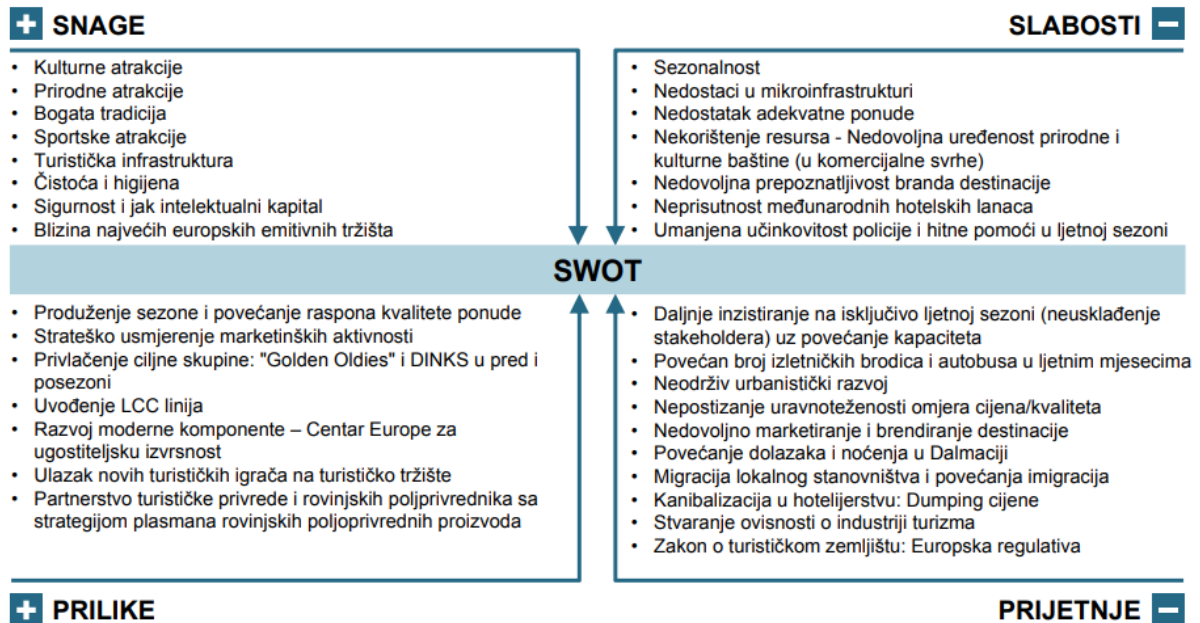 SNAGE
• Kulturne atrakcije
• Prirodne atrakcije
• Bogata tradicija
• Sportske atrakcije
• Turistička infrastruktura
• Čistoća i higijena
• Sigurnost i jak intelektualni kapital
• Blizina najvećih europskih emitivnih tržišta
SLABOSTI
• Sezonalnost
• Nedostaci u mikroinfrastrukturi
• Nedostatak adekvatne ponude
• Nekorištenje resursa - Nedovoljna uređenost prirodne i
kulturne baštine (u komercijalne svrhe)
• Nedovoljna prepoznatljivost branda destinacije
• Neprisutnost međunarodnih hotelskih lanaca
• Umanjena učinkovitost policije i hitne pomoći u ljetnoj sezoni
SWOT
• Produženje sezone i povećanje raspona kvalitete ponude
• Strateško usmjerenje marketinških aktivnosti
• Privlačenje ciljne skupine: "Golden Oldies" i DINKS u pred i
posezoni
• Uvođenje LCC linija
• Razvoj moderne komponente – Centar Europe za
ugostiteljsku izvrsnost
• Ulazak novih turističkih igrača na turističko tržište
• Partnerstvo turističke privrede i rovinjskih poljprivrednika sa
strategijom plasmana rovinjskih poljoprivrednih proizvoda
PRILIKE
• Daljnje inzistiranje na isključivo ljetnoj sezoni (neusklađenje
stakeholdera) uz povećanje kapaciteta
• Povećan broj izletničkih brodica i autobusa u ljetnim mjesecima
• Neodrživ urbanistički razvoj
• Nepostizanje uravnoteženosti omjera cijena/kvaliteta
• Nedovoljno marketiranje i brendiranje destinacije
• Povećanje dolazaka i noćenja u Dalmaciji
• Migracija lokalnog stanovništva i povećanja imigracija
• Kanibalizacija u hotelijerstvu: Dumping cijene
• Stvaranje ovisnosti o industriji turizma
• Zakon o turističkom zemljištu: Europska regulativa
PRIJETNJE